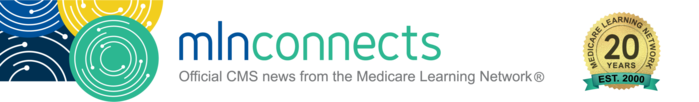 mlnconnects
Official CMS news from the Medicare Learning Network®
MEDICARE LEARNING NETWORK
20
YEARS
EST. 2000